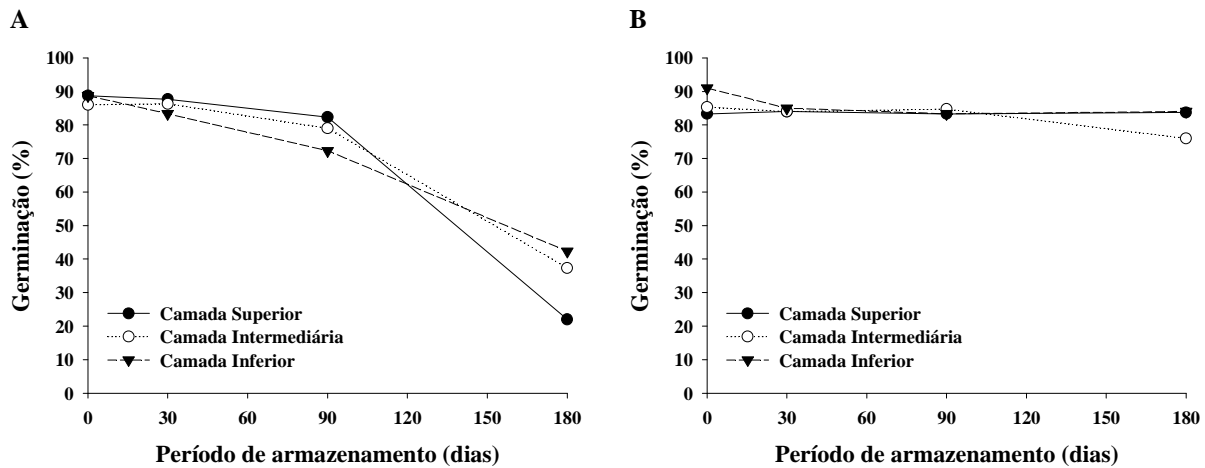 A
Germinação (%)
100
90
80
70
60
50
40
30
20
10
0
Camada Superior
Camada Intermediária
Camada Inferior
0 30 60 90 120 150 180
Período de armazenamento (dias)
B
Germinação (%)
100
90
80
70
60
50
40
30
20
10
0
Camada Superior
Camada Intermediária
Camada Inferior
0 30 60 90 120 150 180
Período de armazenamento (dias)